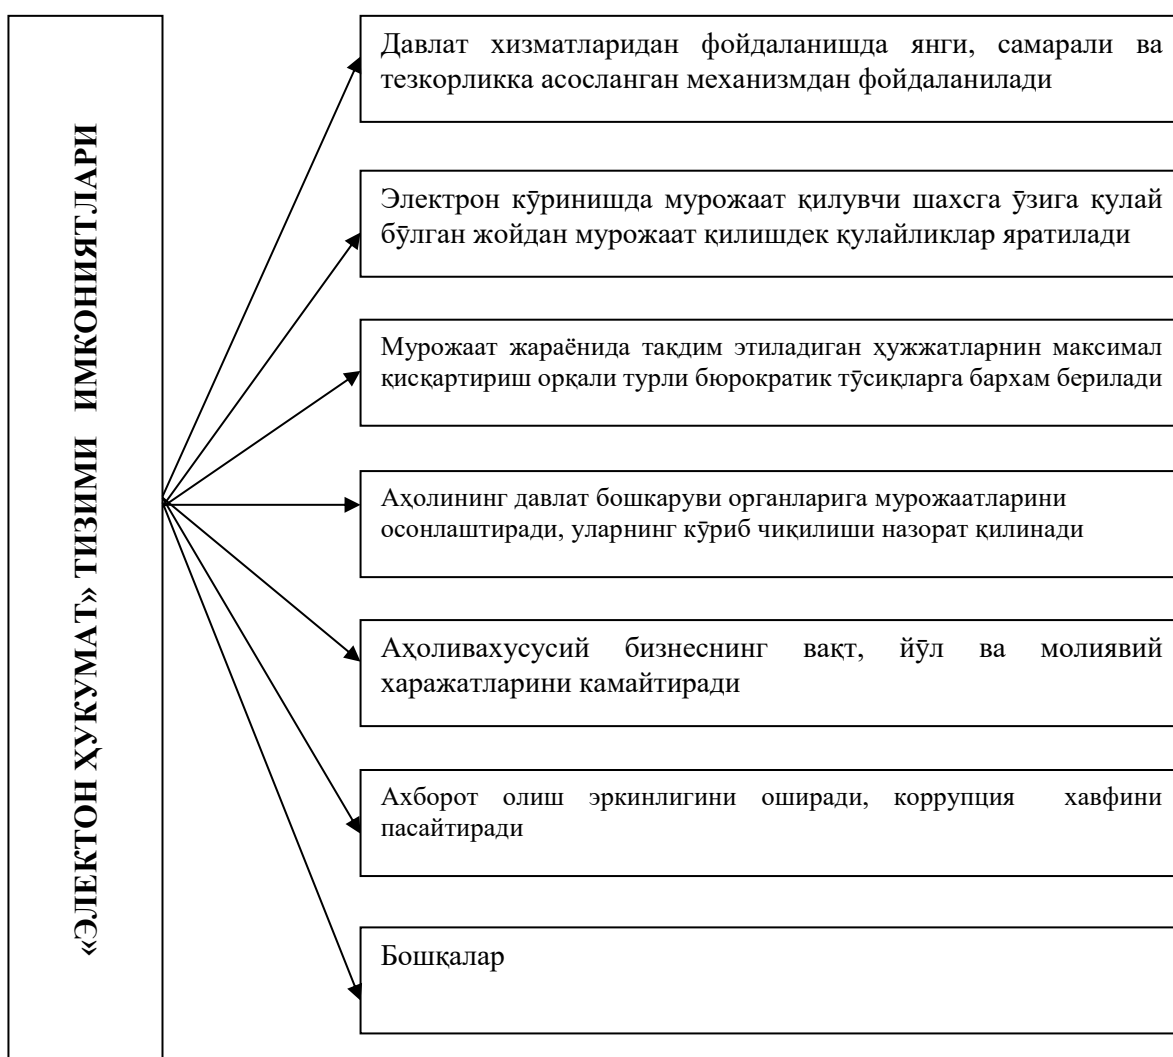 «ЭЛЕКТОН ҲУКУМАТ» ТИЗИМИ ИМКОНИЯТЛАРИ
Давлат хизматларидан фойдаланишда янги, самарали ва
тезкорликка асосланган механизмдан фойдаланилади
Электрон кӯринишда мурожаат қилувчи шахсга ӯзига қулай
бӯлган жойдан мурожаат қилишдек қулайликлар яратилади
Мурожаат жараёнида тақдим этиладиган ҳужжатларнин максимал
қисқартириш орқали турли бюрократик тӯсиқларга бархам берилади
Аҳолининг давлат бошкаруви органларига мурожаатларини
осонлаштиради, уларнинг кӯриб чиқилиши назорат қилинади
Аҳоливахусусий бизнеснинг вақт, йӯл ва молиявий
харажатларини камайтиради
Ахборот олиш эркинлигини оширади, коррупция хавфини
пасайтиради
Бошқалар